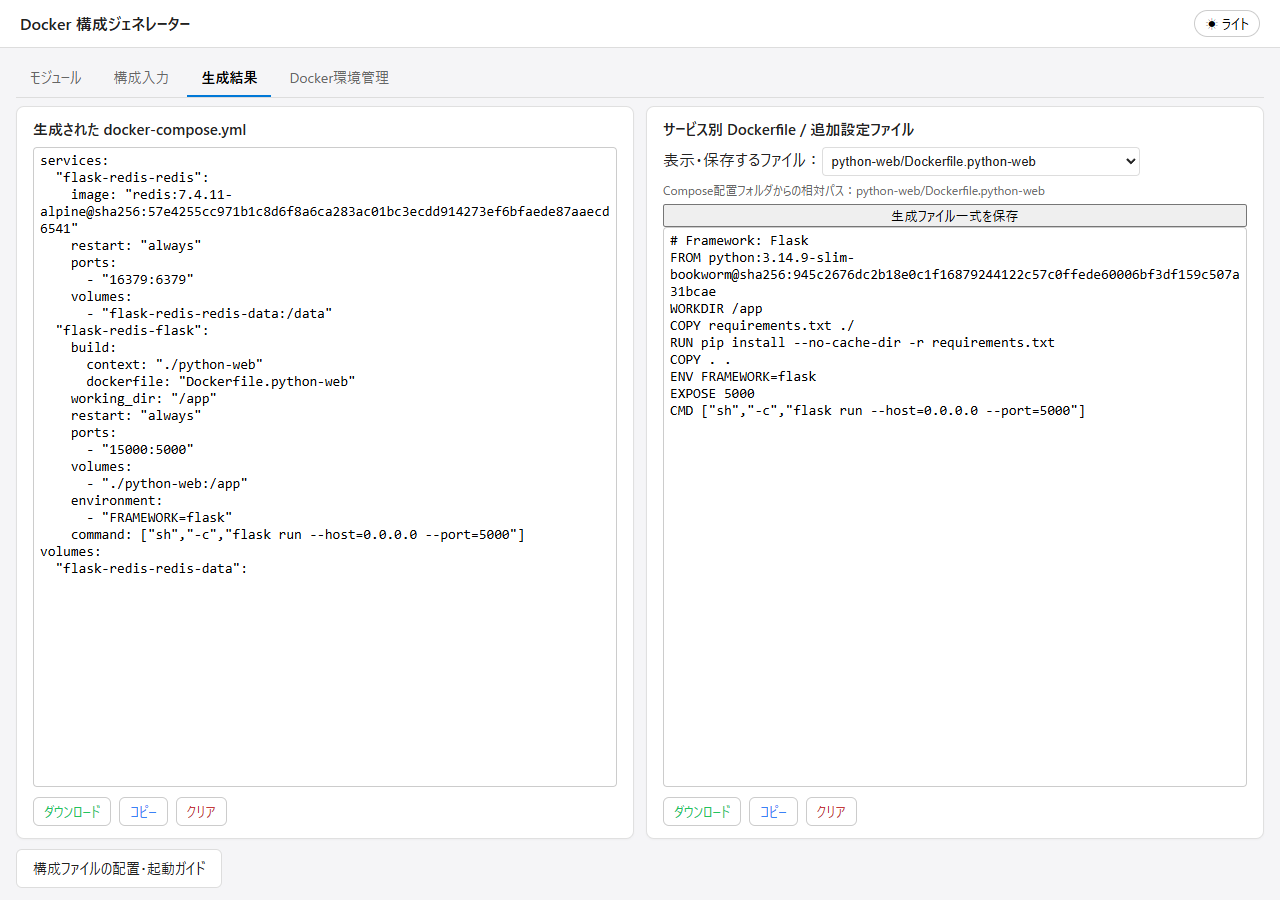 Docker 構成ジェネレーター
ライト
モジュール 構成入力 生成結果 Docker環境管理
生成された docker-compose.yml
services:
  "flask-redis-redis":
    image: "redis:7.4.11-
alpine@sha256:57e4255cc971b1c8d6f8a6ca283ac01bc3ecdd914273ef6bfaede87aaecd
6541"
    restart: "always"
    ports:
      - "16379:6379"
    volumes:
      - "flask-redis-redis-data:/data"
  "flask-redis-flask":
    build:
      context: "./python-web"
      dockerfile: "Dockerfile.python-web"
    working_dir: "/app"
    restart: "always"
    ports:
      - "15000:5000"
    volumes:
      - "./python-web:/app"
    environment:
      - "FRAMEWORK=flask"
    command: ["sh","-c","flask run --host=0.0.0.0 --port=5000"]
volumes:
  "flask-redis-redis-data":
ダウンロード コピー クリア
サービス別 Dockerfile / 追加設定ファイル
表示・保存するファイル： python-web/Dockerfile.python-web
Compose配置フォルダからの相対パス：python-web/Dockerfile.python-web
生成ファイル一式を保存
# Framework: Flask
FROM python:3.14.9-slim-
bookworm@sha256:945c2676dc2b18e0c1f16879244122c57c0ffede60006bf3df159c507a
31bcae
WORKDIR /app
COPY requirements.txt ./
RUN pip install --no-cache-dir -r requirements.txt
COPY . .
ENV FRAMEWORK=flask
EXPOSE 5000
CMD ["sh","-c","flask run --host=0.0.0.0 --port=5000"]
ダウンロード コピー クリア
構成ファイルの配置・起動ガイド